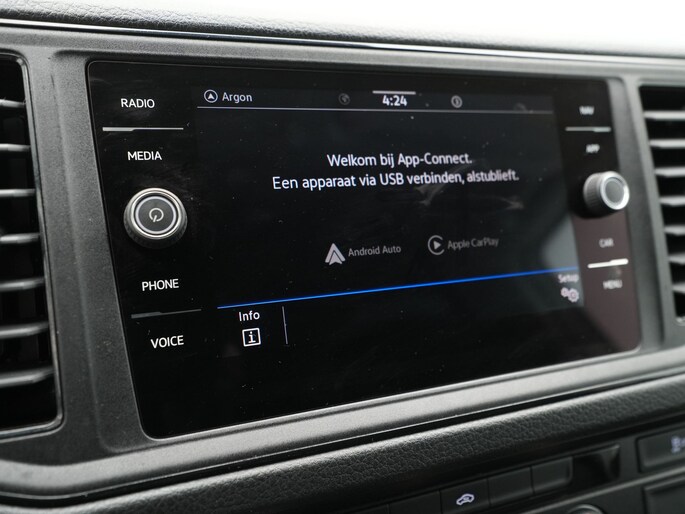 RADIO
MEDIA
PHONE
VOICE
Argon
4:24
Welkom bij App-Connect.
Een apparaat via USB verbinden, alstublieft.
Android Auto
Apple CarPlay
Info
i
Setup
NAV
APP
CAR
MENU